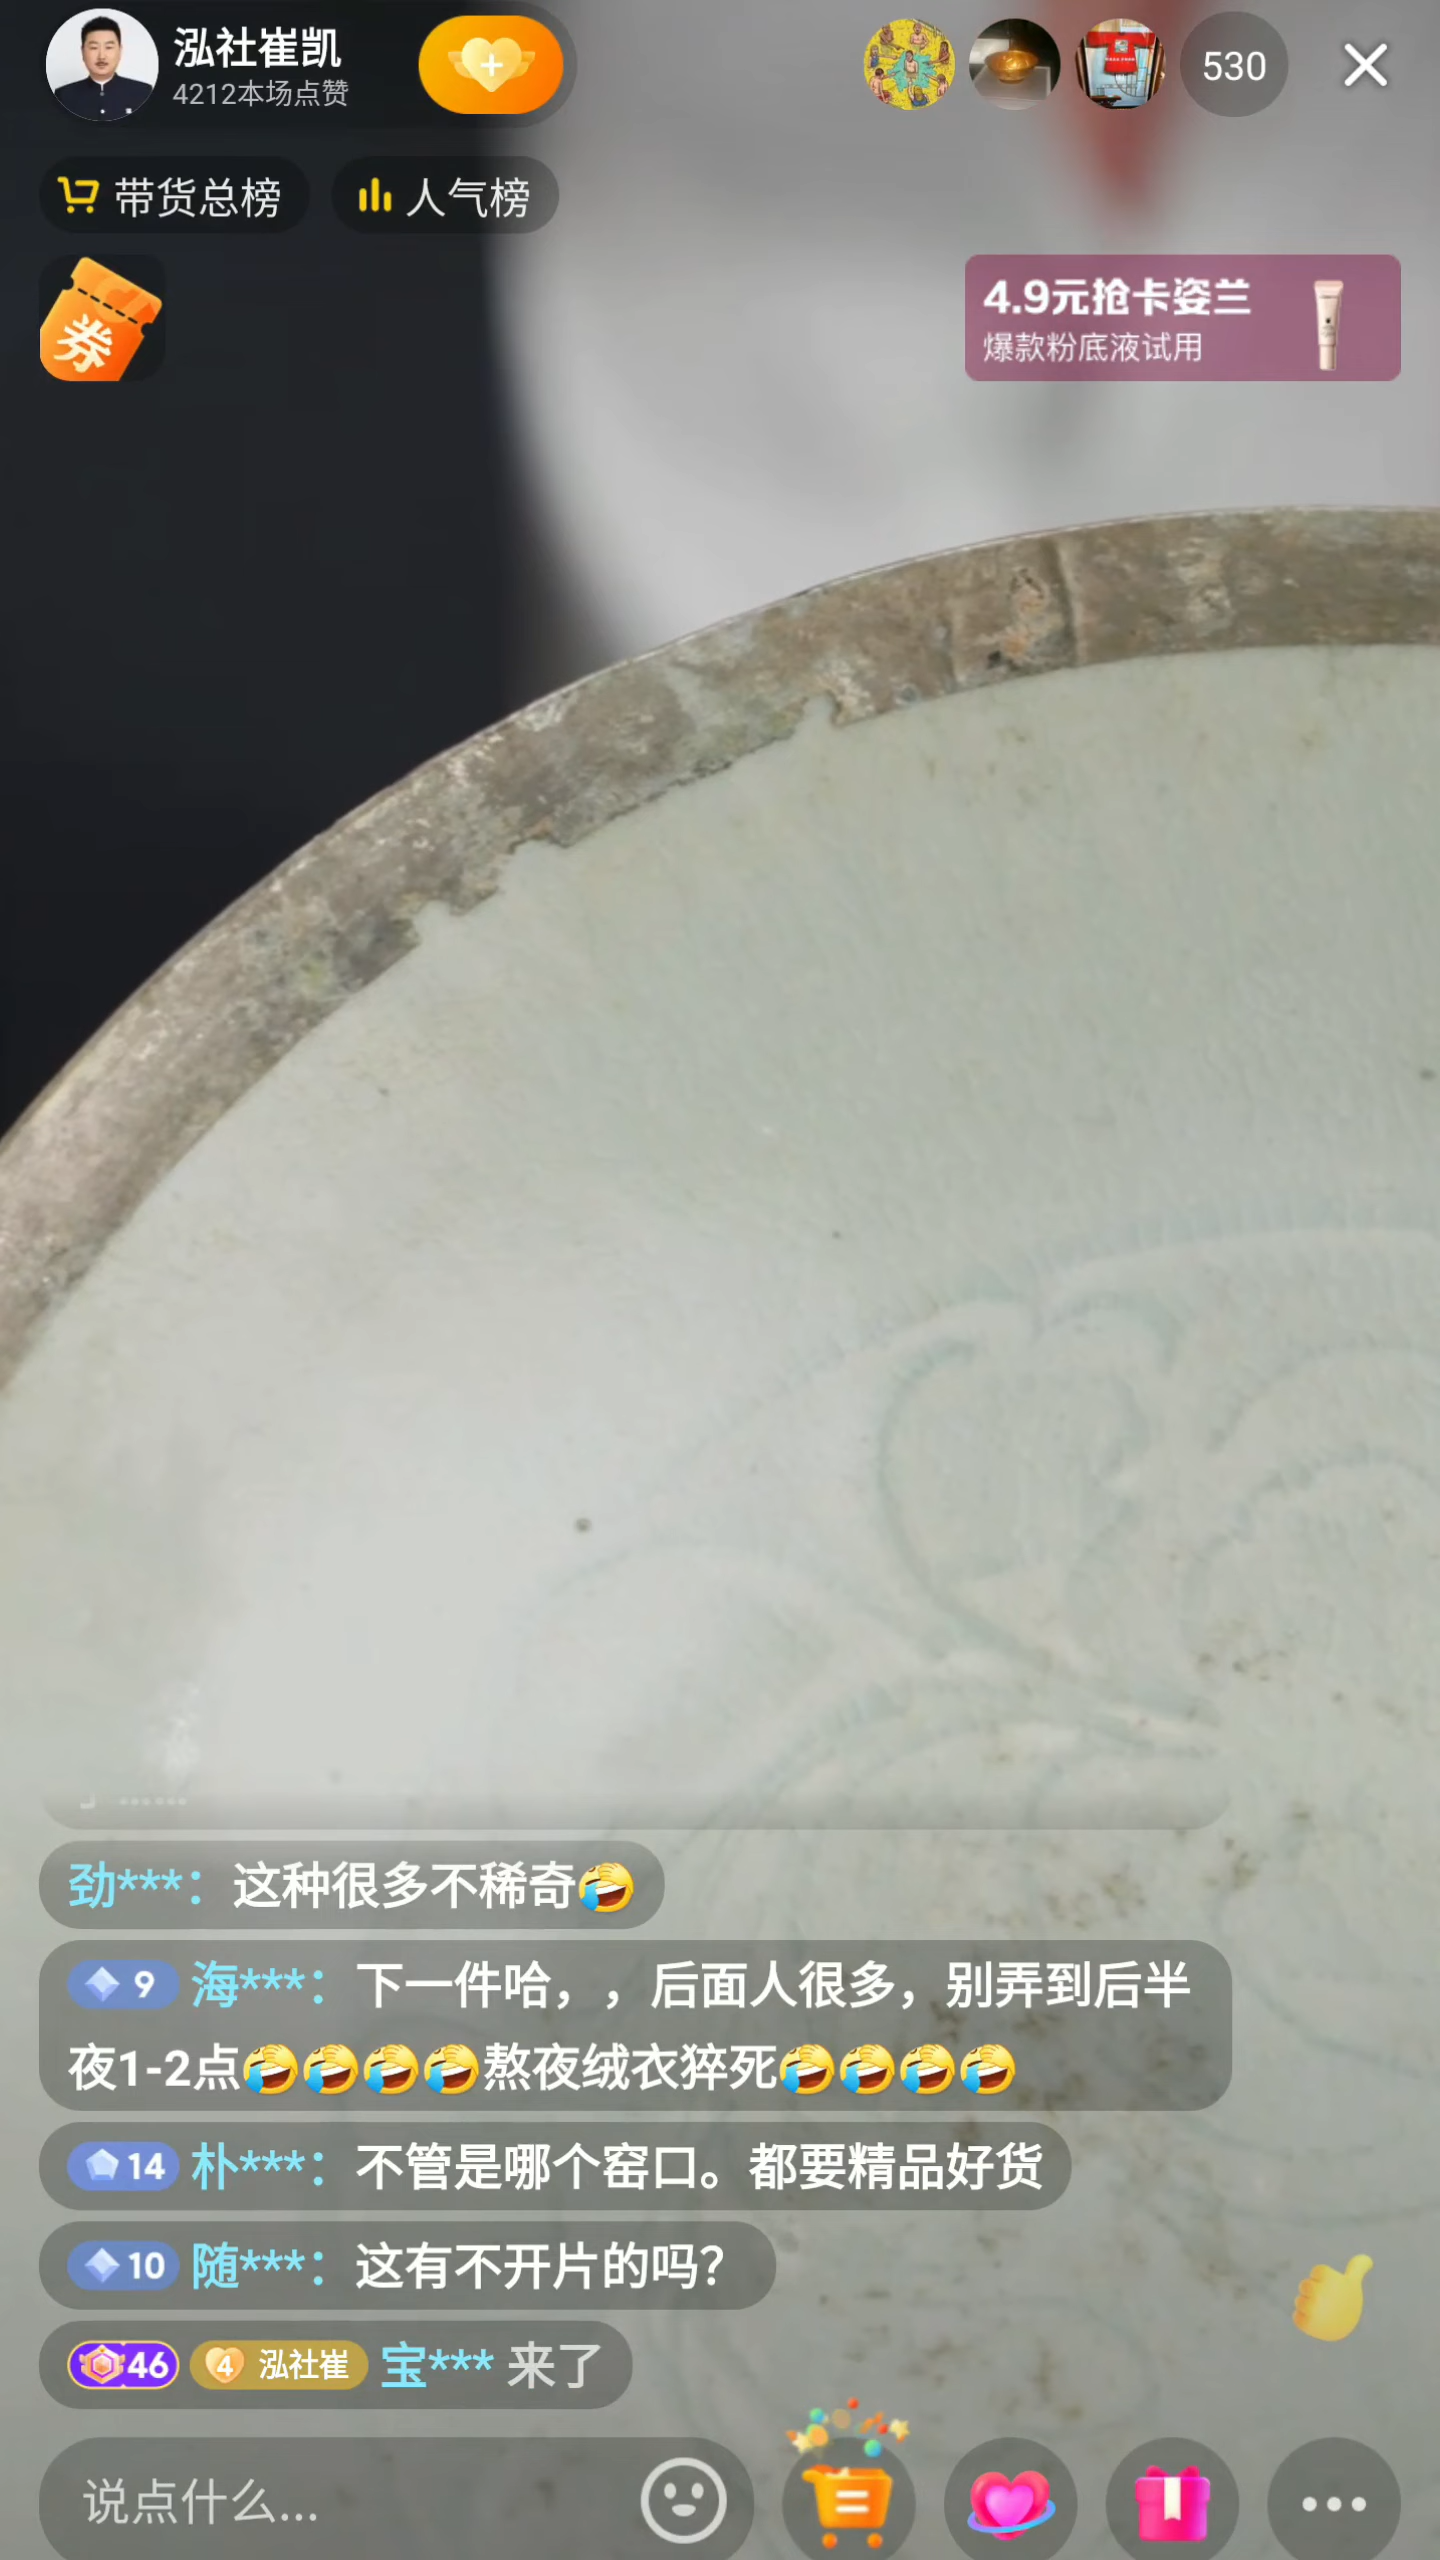 泓社崔凯
4212本场点赞
530
带货总榜
人气榜
券
4.9元抢卡姿兰
爆款粉底液试用
劲***：这种很多不稀奇🤣
9 海***：下一件哈，，后面人很多，别弄到后半
夜1-2点🤣🤣🤣🤣熬夜绒衣猝死🤣🤣🤣🤣
14 朴***：不管是哪个窑口。都要精品好货
10 随***：这有不开片的吗？
46 4 泓社崔 宝*** 来了
说点什么...